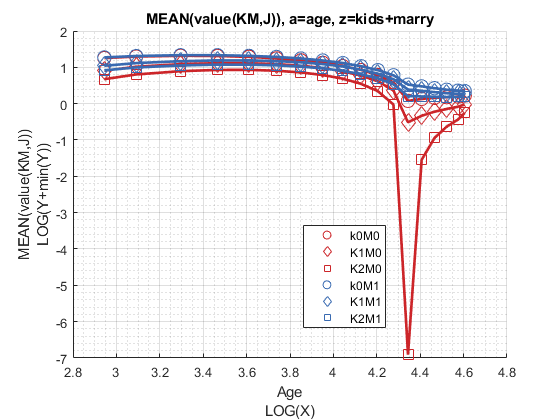 MEAN(value(KM,J)), a=age, z=kids+marry
2
1
0
-1
-2
-3
-4
-5
-6
-7
MEAN(value(KM,J))
LOG(Y+min(Y))
k0M0
K1M0
K2M0
k0M1
K1M1
K2M1
2.8 3 3.2 3.4 3.6 3.8 4 4.2 4.4 4.6 4.8
Age
LOG(X)